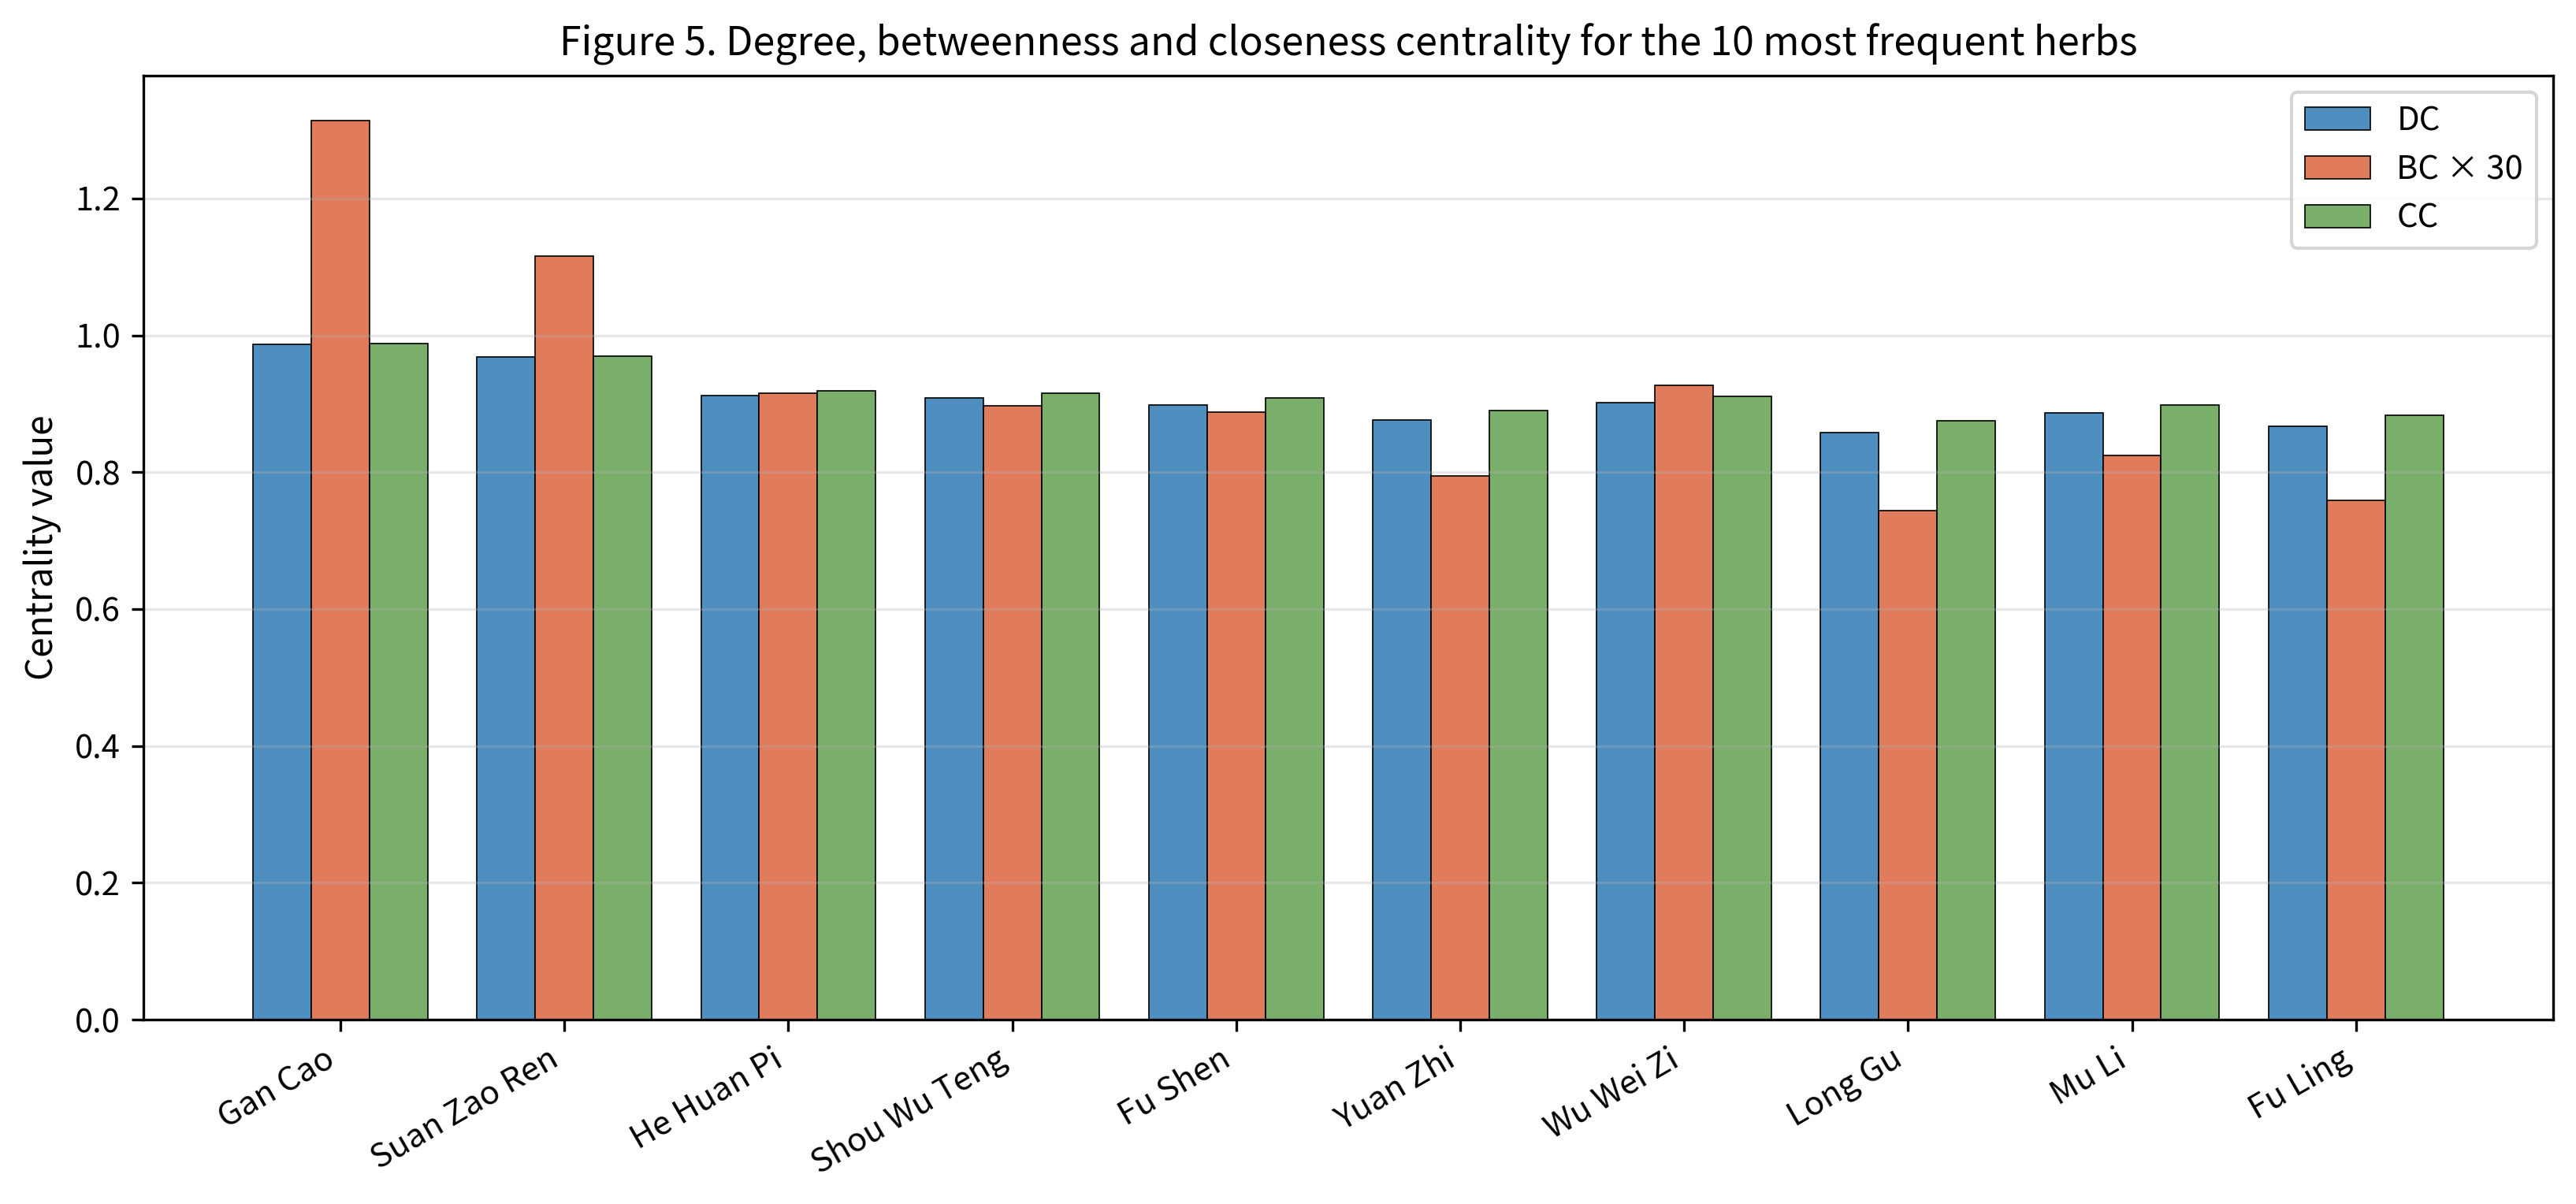 Figure 5. Degree, betweenness and closeness centrality for the 10 most frequent herbs
DC
BC × 30
CC
Centrality value
1.2
1.0
0.8
0.6
0.4
0.2
0.0
Gan Cao
Suan Zao Ren
He Huan Pi
Shou Wu Teng
Fu Shen
Yuan Zhi
Wu Wei Zi
Long Gu
Mu Li
Fu Ling